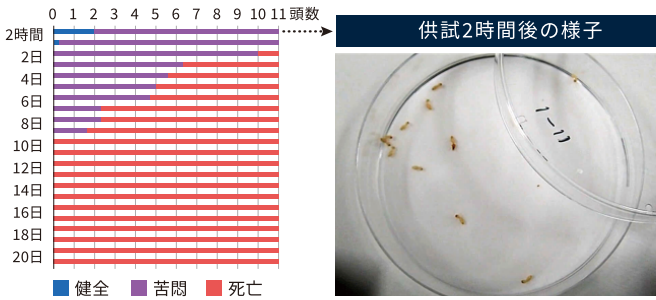 0 1 2 3 4 5 6 7 8 9 10 11 頭数
2時間
2日
4日
6日
8日
10日
12日
14日
16日
18日
20日
健全 苦悶 死亡
供試2時間後の様子
1-11